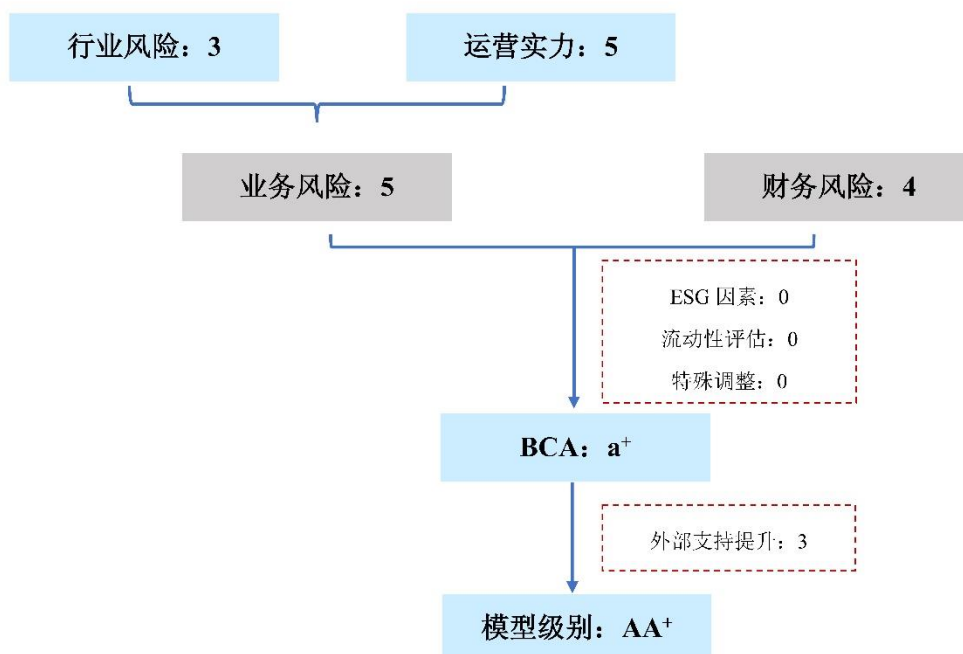 行业风险：3
运营实力：5
业务风险：5
财务风险：4
ESG 因素：0
流动性评估：0
特殊调整：0
BCA：a⁺
外部支持提升：3
模型级别：AA⁺